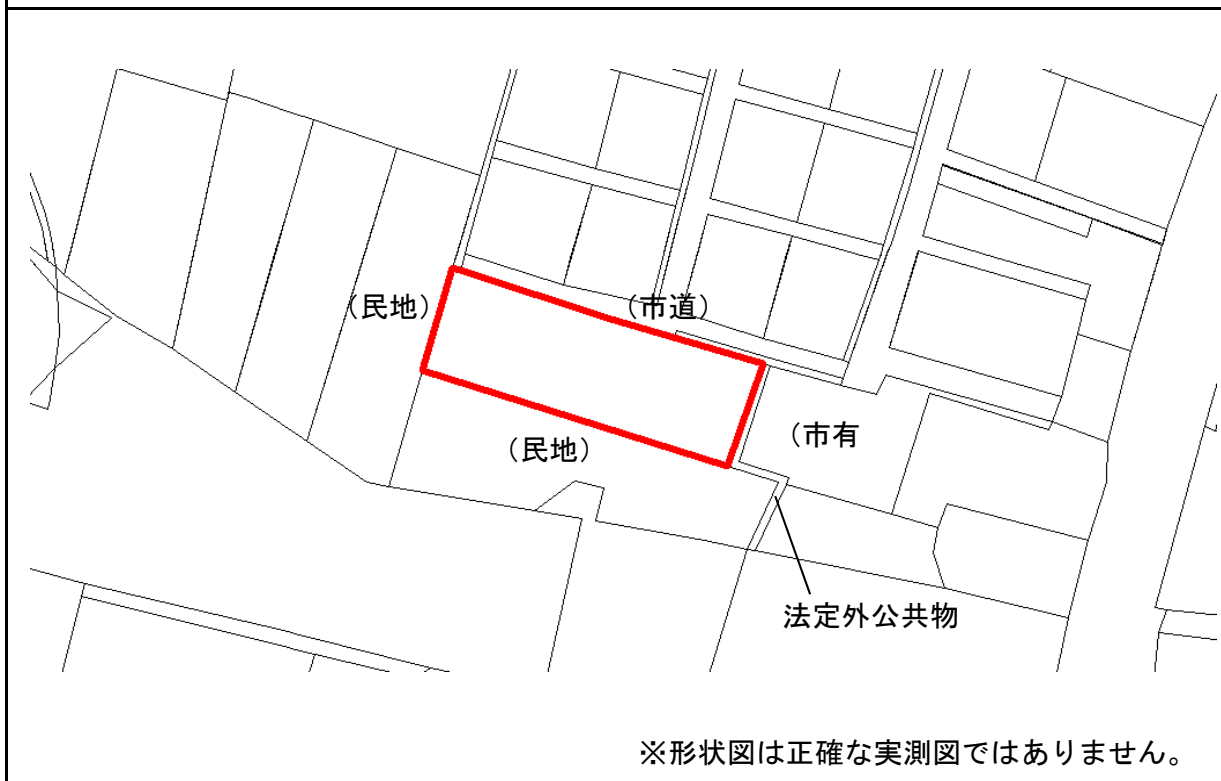 （民地）
（市道）
（民地）
（市有
法定外公共物
※形状図は正確な実測図ではありません。